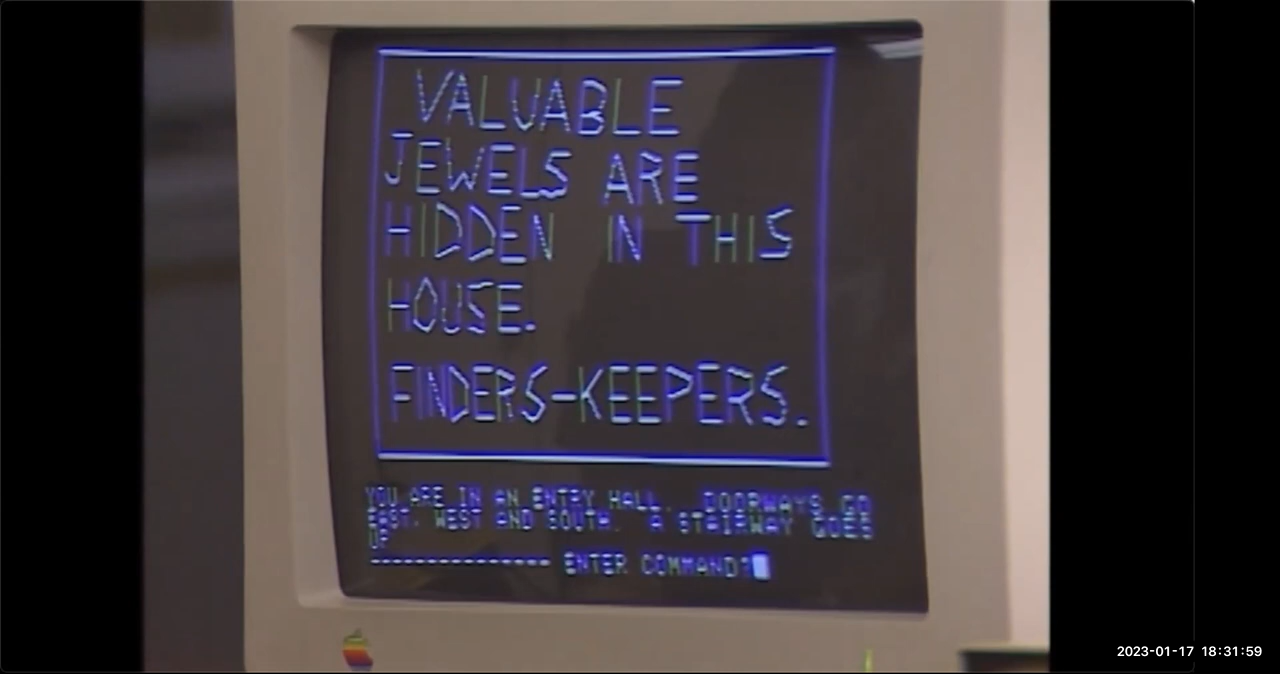 VALUABLE
JEWELS ARE
HIDDEN IN THIS
HOUSE.
FINDERS-KEEPERS.
YOU ARE IN AN ENTRY HALL. DOORWAYS GO
EAST, WEST AND SOUTH. A STAIRWAY GOES
UP
--------------- ENTER COMMAND?
2023-01-17 18:31:59